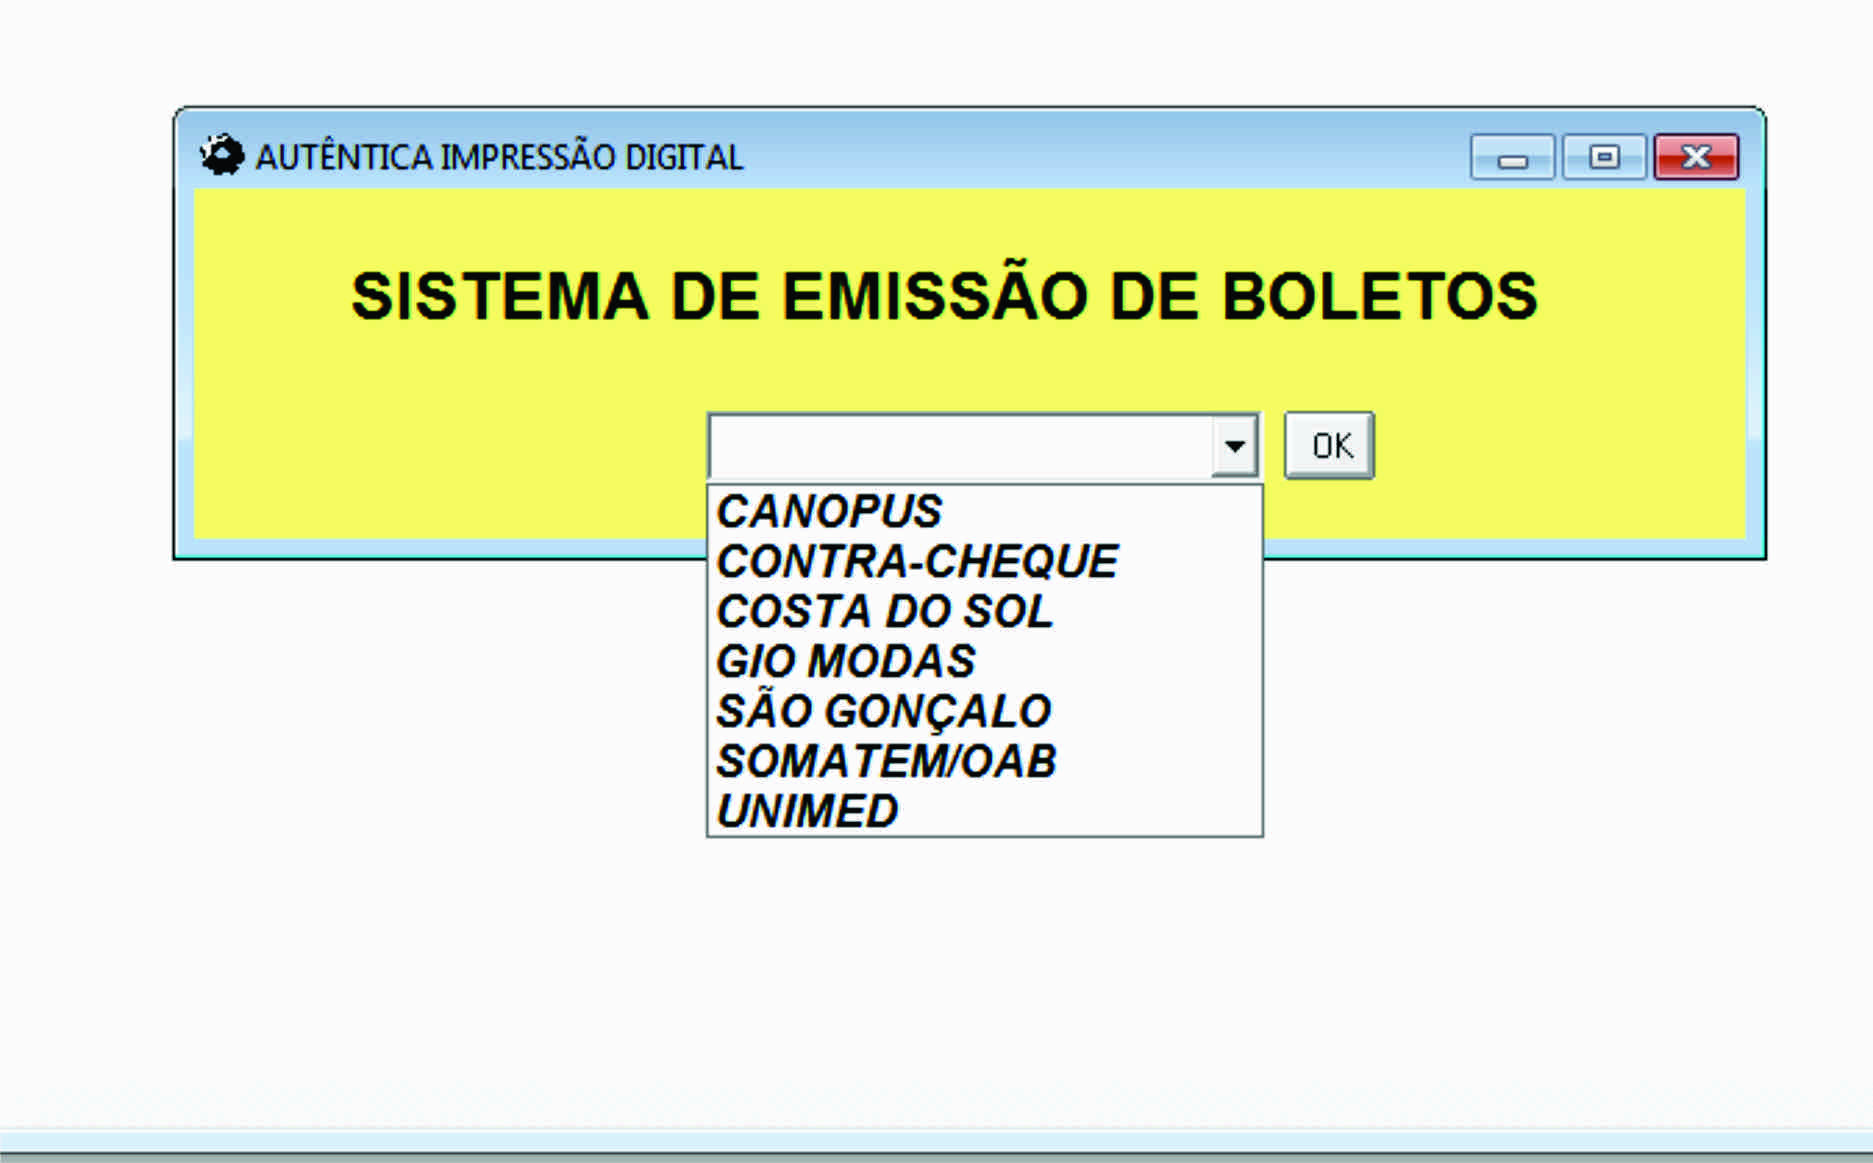 AUTÊNTICA IMPRESSÃO DIGITAL
SISTEMA DE EMISSÃO DE BOLETOS
OK
CANOPUS
CONTRA-CHEQUE
COSTA DO SOL
GIO MODAS
SÃO GONÇALO
SOMATEM/OAB
UNIMED